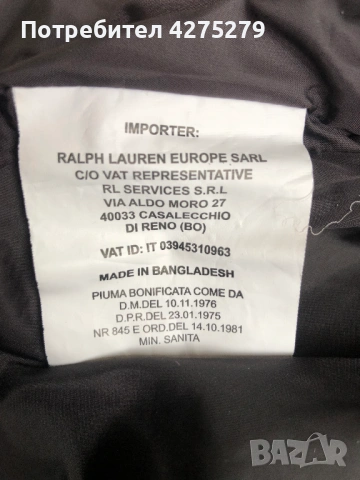 Потребител 4275279
IMPORTER:
RALPH LAUREN EUROPE SARL
C/O VAT REPRESENTATIVE
RL SERVICES S.R.L
VIA ALDO MORO 27
40033 CASALECCHIO
DI RENO (BO)
VAT ID: IT 03945310963
MADE IN BANGLADESH
PIUMA BONIFICATA COME DA
D.M.DEL 10.11.1976
D.P.R.DEL 23.01.1975
NR 845 E ORD.DEL 14.10.1981
MIN. SANITA
BAZAR